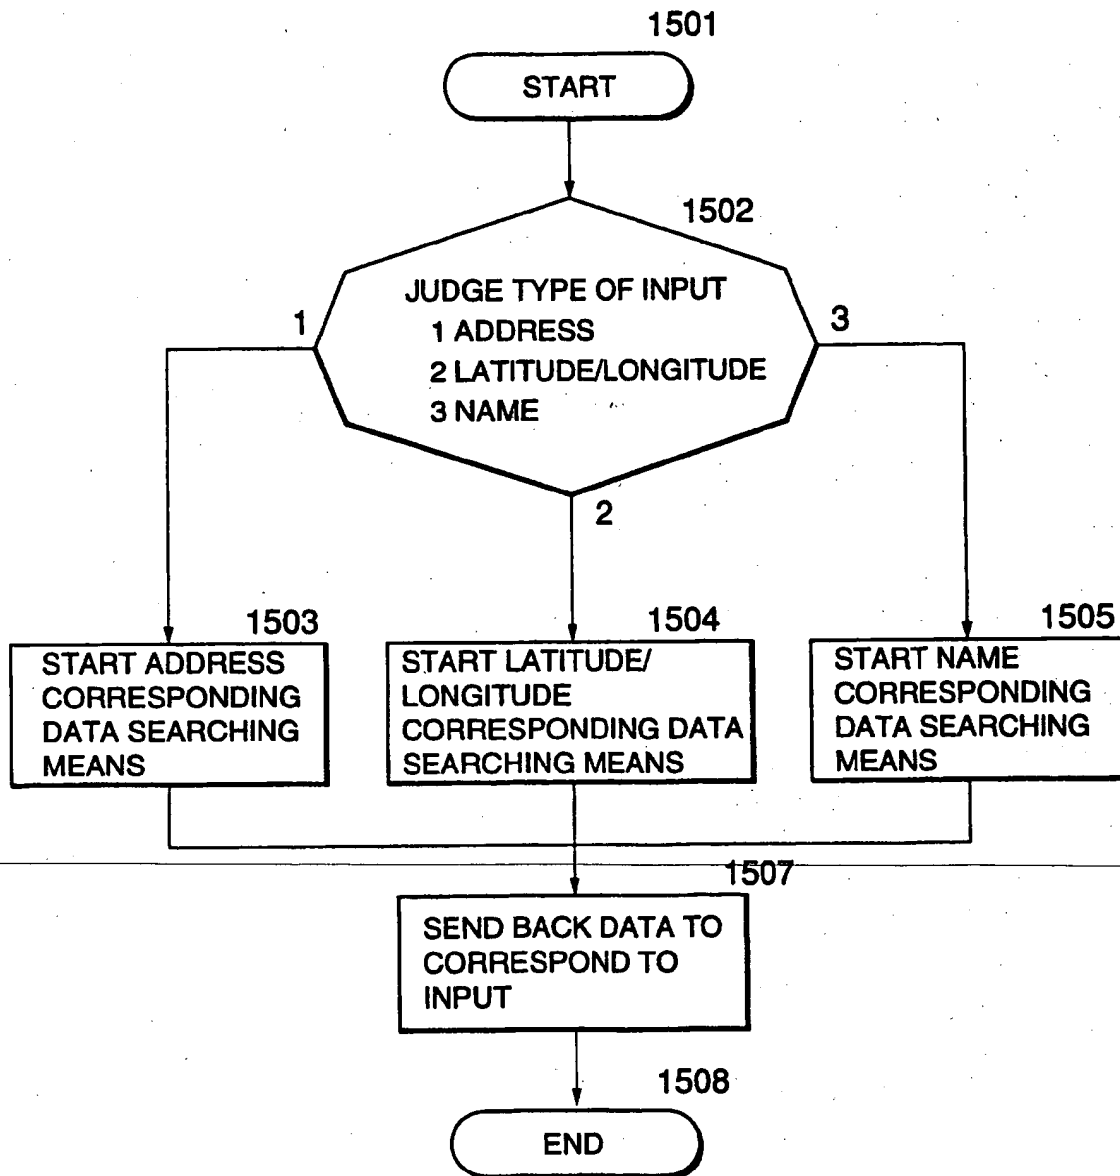 1501
START
1502
JUDGE TYPE OF INPUT
1 ADDRESS
2 LATITUDE/LONGITUDE
3 NAME
1
3
2
1503
START ADDRESS
CORRESPONDING
DATA SEARCHING
MEANS
1504
START LATITUDE/
LONGITUDE
CORRESPONDING DATA
SEARCHING MEANS
1505
START NAME
CORRESPONDING
DATA SEARCHING
MEANS
1507
SEND BACK DATA TO
CORRESPOND TO
INPUT
1508
END